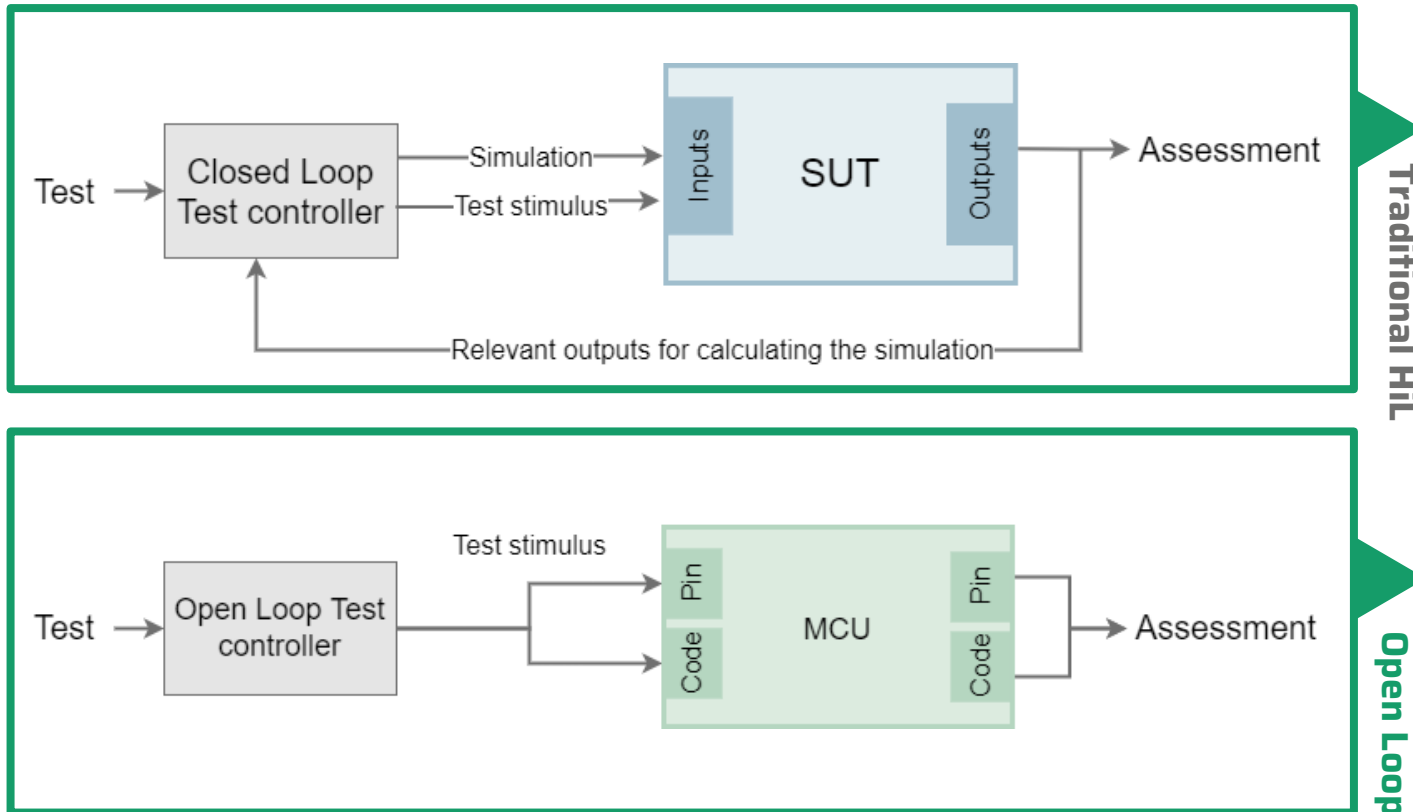 Test
Closed Loop
Test controller
Simulation
Test stimulus
Inputs
SUT
Outputs
Assessment
Relevant outputs for calculating the simulation
Traditional HiL
Test
Open Loop Test
controller
Test stimulus
Pin
Code
MCU
Pin
Code
Assessment
Open Loop